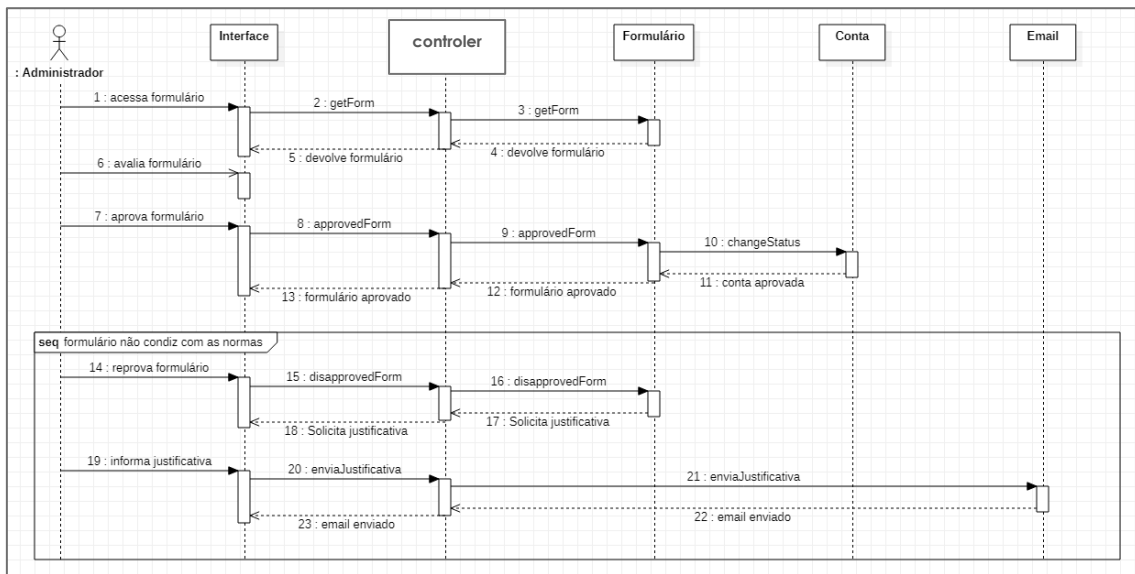 Interface
controler
Formulário
Conta
Email
: Administrador
1 : acessa formulário
2 : getForm
3 : getForm
4 : devolve formulário
5 : devolve formulário
6 : avalia formulário
7 : aprova formulário
8 : approvedForm
9 : approvedForm
10 : changeStatus
11 : conta aprovada
12 : formulário aprovado
13 : formulário aprovado
seq formulário não condiz com as normas
14 : reprova formulário
15 : disapprovedForm
16 : disapprovedForm
17 : Solicita justificativa
18 : Solicita justificativa
19 : informa justificativa
20 : enviaJustificativa
21 : enviaJustificativa
22 : email enviado
23 : email enviado